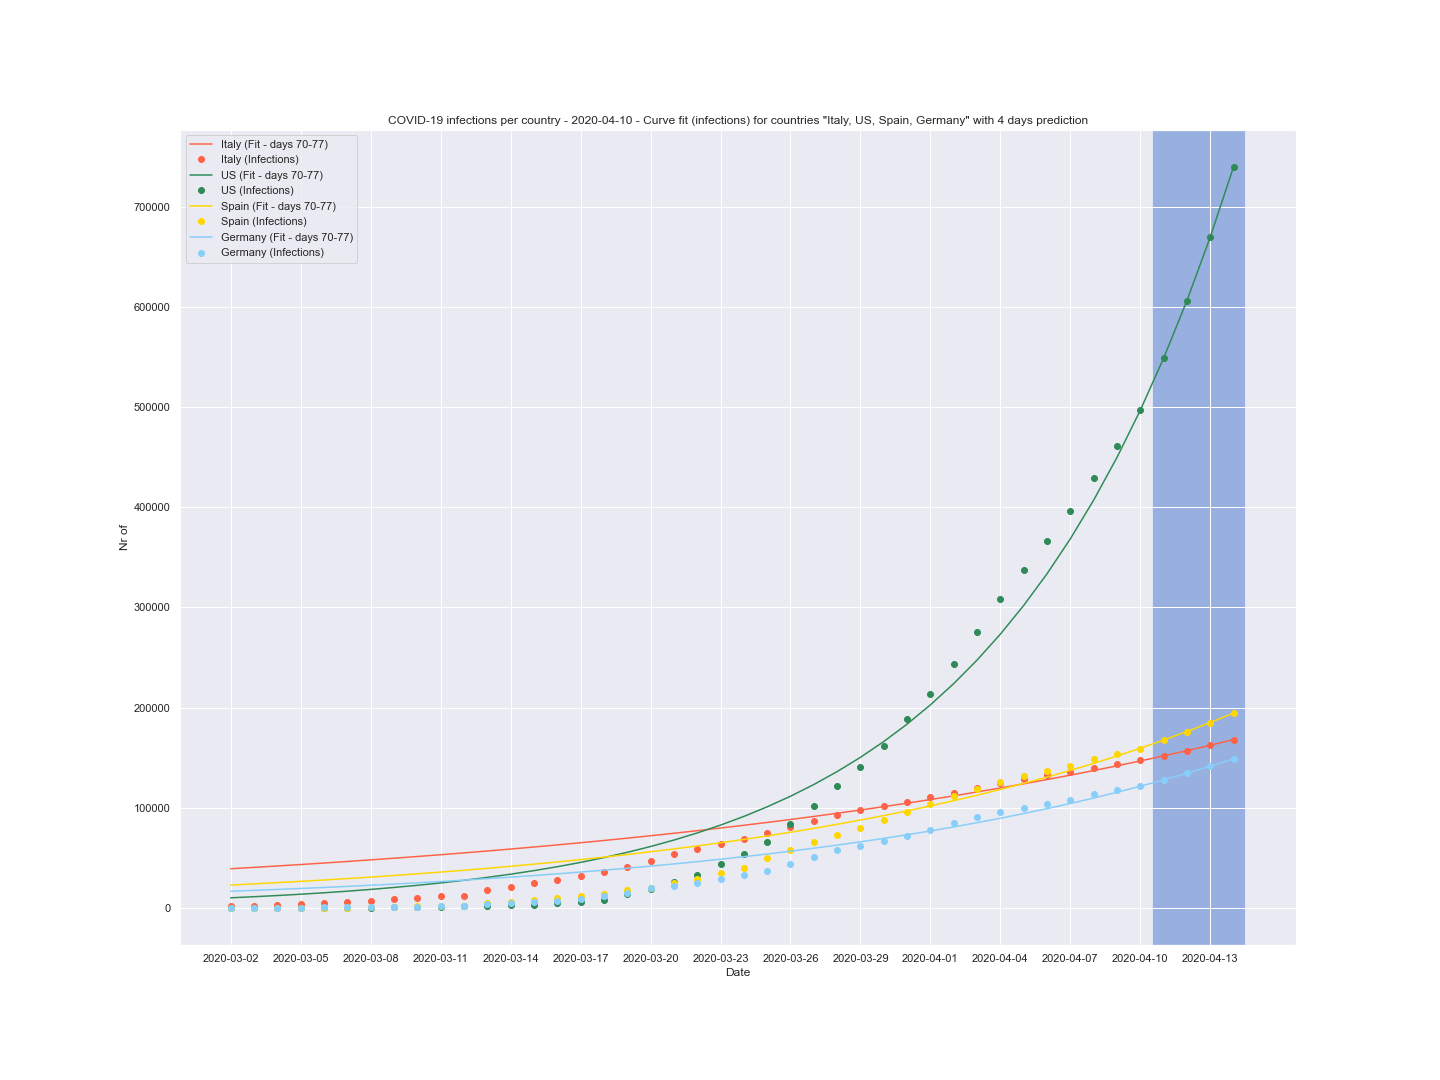 COVID-19 infections per country - 2020-04-10 - Curve fit (infections) for countries "Italy, US, Spain, Germany" with 4 days prediction
Italy (Fit - days 70-77)
Italy (Infections)
US (Fit - days 70-77)
US (Infections)
Spain (Fit - days 70-77)
Spain (Infections)
Germany (Fit - days 70-77)
Germany (Infections)
700000
600000
500000
400000
300000
200000
100000
0
Nr of
2020-03-02 2020-03-05 2020-03-08 2020-03-11 2020-03-14 2020-03-17 2020-03-20 2020-03-23 2020-03-26 2020-03-29 2020-04-01 2020-04-04 2020-04-07 2020-04-10 2020-04-13
Date